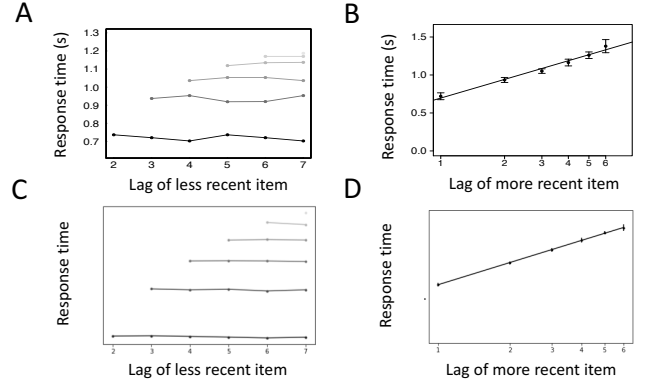 A
Response time (s)
1.3
1.2
1.1
1.0
0.9
0.8
0.7
2 3 4 5 6 7
Lag of less recent item
B
Response time (s)
1.5
1.0
0.5
0.0
1 2 3 4 5 6
Lag of more recent item
C
Response time
2 3 4 5 6 7
Lag of less recent item
D
Response time
1 2 3 4 5 6
Lag of more recent item